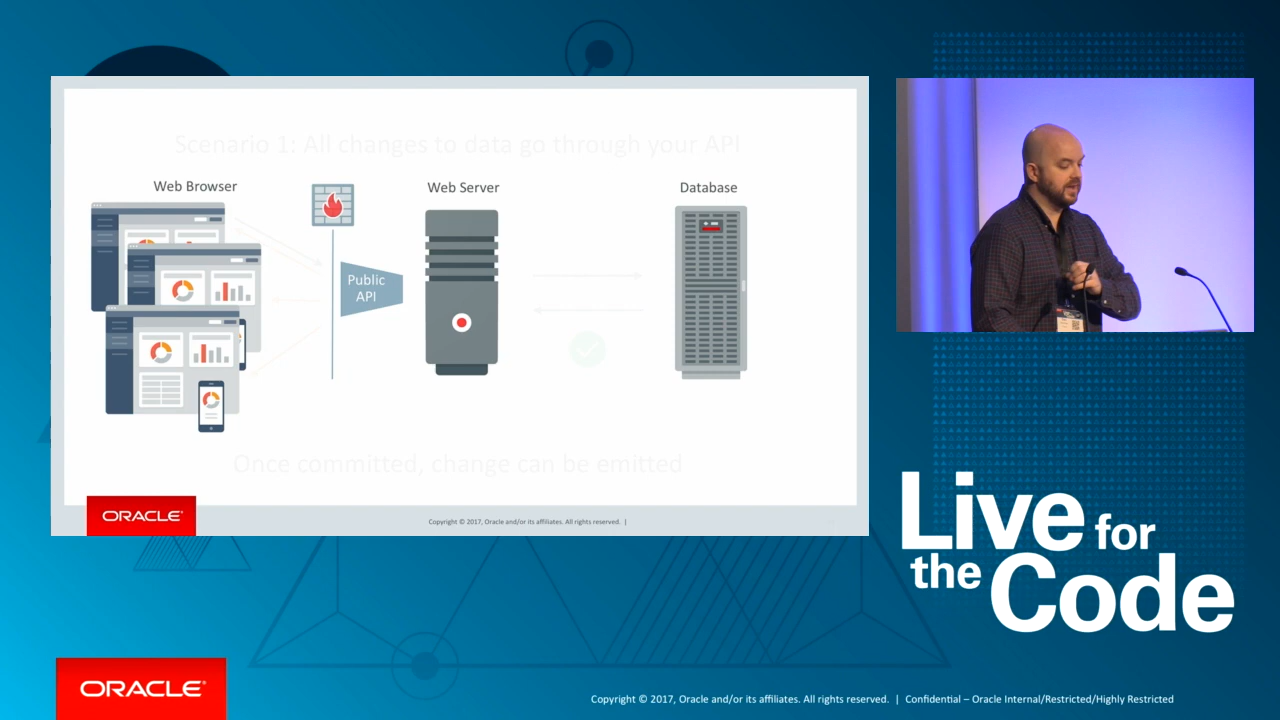 Scenario 1: All changes to data go through your API
Web Browser
Web Server
Database
Public
API
Once committed, change can be emitted
ORACLE®
Copyright © 2017, Oracle and/or its affiliates. All rights reserved. |
Live for
the Code
ORACLE®
Copyright © 2017, Oracle and/or its affiliates. All rights reserved. | Confidential – Oracle Internal/Restricted/Highly Restricted